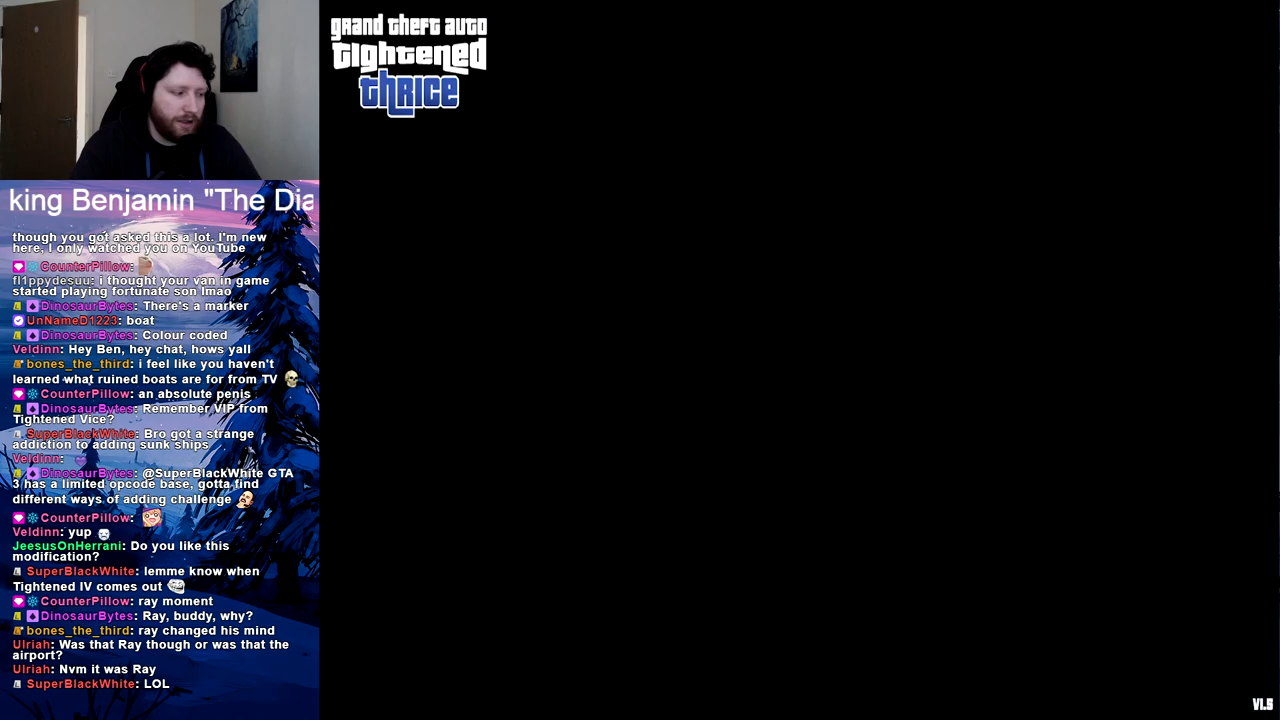 grand theft auto
tightened
thrice
king Benjamin "The Dia
though you got asked this a lot. I'm new
here, I only watched you on YouTube
CounterPillow:
fl1ppydesuu: i thought your van in game
started playing fortunate son lmao
DinosaurBytes: There's a marker
UnNameD1223: boat
DinosaurBytes: Colour coded
Veldinn: Hey Ben, hey chat, hows yall
bones_the_third: i feel like you haven't
learned what ruined boats are for from TV
CounterPillow: an absolute penis
DinosaurBytes: Remember VIP from
Tightened Vice?
SuperBlackWhite: Bro got a strange
addiction to adding sunk ships
Veldinn:
DinosaurBytes: @SuperBlackWhite GTA
3 has a limited opcode base, gotta find
different ways of adding challenge
CounterPillow:
Veldinn: yup
JeesusOnHerrani: Do you like this
modification?
SuperBlackWhite: lemme know when
Tightened IV comes out
CounterPillow: ray moment
DinosaurBytes: Ray, buddy, why?
bones_the_third: ray changed his mind
Ulriah: Was that Ray though or was that the
airport?
Ulriah: Nvm it was Ray
SuperBlackWhite: LOL
V1.5